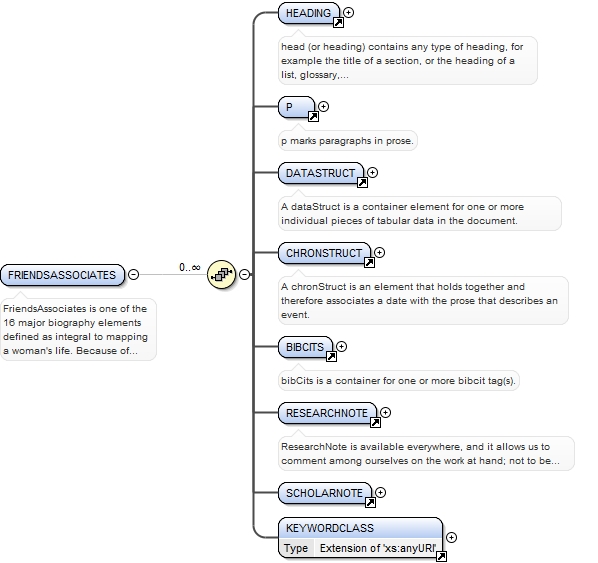 HEADING
head (or heading) contains any type of heading, for
example the title of a section, or the heading of a
list, glossary,...
P
p marks paragraphs in prose.
DATASTRUCT
A dataStruct is a container element for one or more
individual pieces of tabular data in the document.
CHRONSTRUCT
A chronStruct is an element that holds together and
therefore associates a date with the prose that describes an
event.
FRIENDSASSOCIATES
0..∞
FriendsAssociates is one of the
16 major biography elements
defined as integral to mapping
a woman's life. Because of...
BIBCITS
bibCits is a container for one or more bibcit tag(s).
RESEARCHNOTE
ResearchNote is available everywhere, and it allows us to
comment among ourselves on the work at hand; not to be...
SCHOLARNOTE
KEYWORDCLASS
Type Extension of 'xs:anyURI'